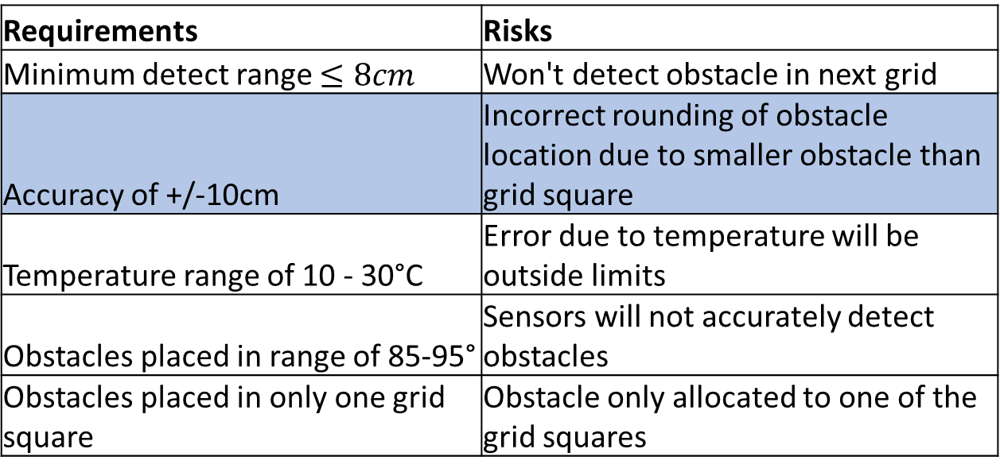 Requirements
Risks
Minimum detect range ≤ 8cm
Won't detect obstacle in next grid
Accuracy of +/-10cm
Incorrect rounding of obstacle
location due to smaller obstacle than
grid square
Temperature range of 10 - 30°C
Error due to temperature will be
outside limits
Obstacles placed in range of 85-95°
Sensors will not accurately detect
obstacles
Obstacles placed in only one grid
square
Obstacle only allocated to one of the
grid squares